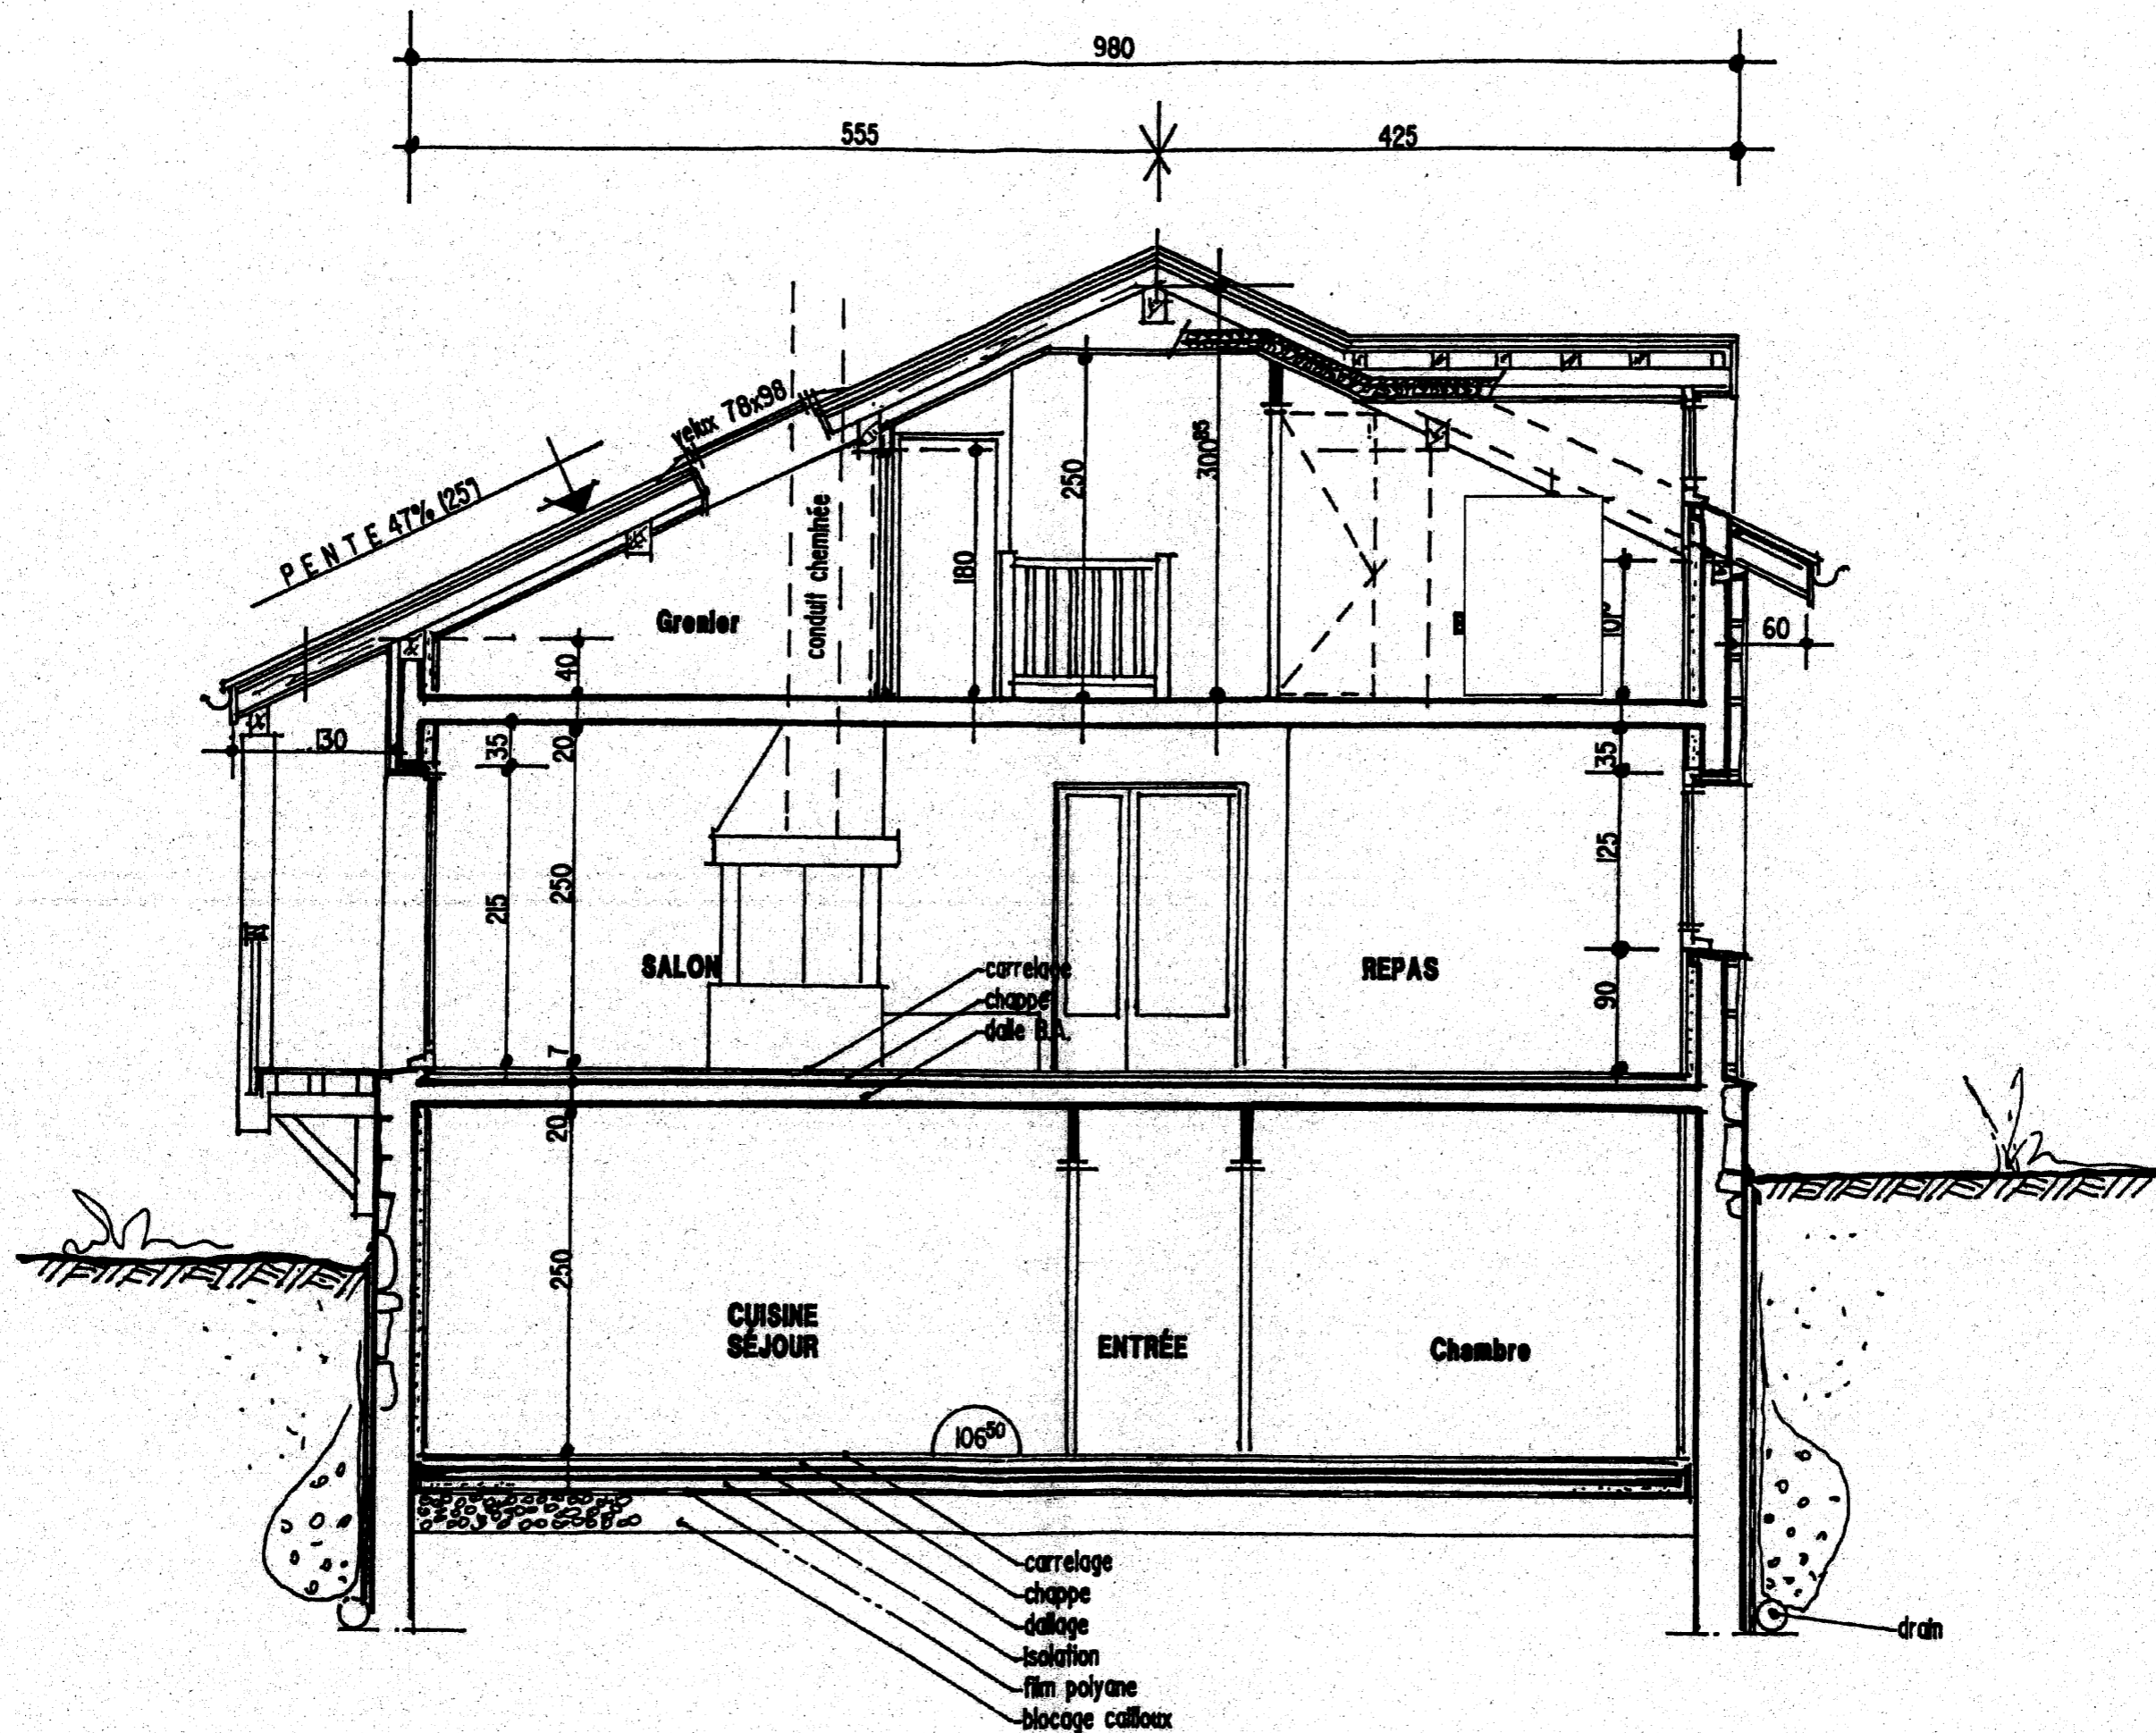 980
555
425
velux 78x98
PENTE 47% (25°)
conduit cheminée
180
250
300⁸⁵
Grenier
40
60
130
35
20
35
215
250
125
SALON
REPAS
90
carrelage
chappe
dalle B.A.
7
20
250
CUISINE
SÉJOUR
ENTRÉE
Chambre
106⁵⁰
carrelage
chappe
dallage
isolation
film polyane
blocage cailloux
drain